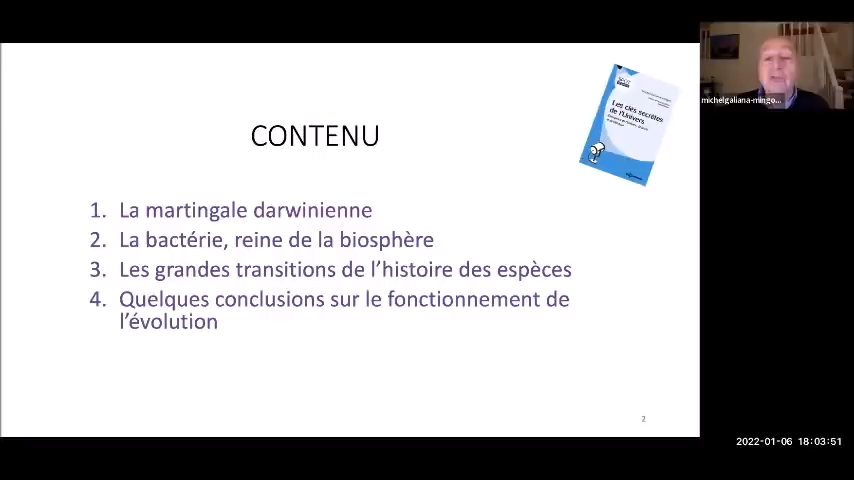 CONTENU
Les clés secrètes
de l'Univers
1. La martingale darwinienne
2. La bactérie, reine de la biosphère
3. Les grandes transitions de l'histoire des espèces
4. Quelques conclusions sur le fonctionnement de
l'évolution
2
michelgaliana-mingo...
2022-01-06 18:03:51